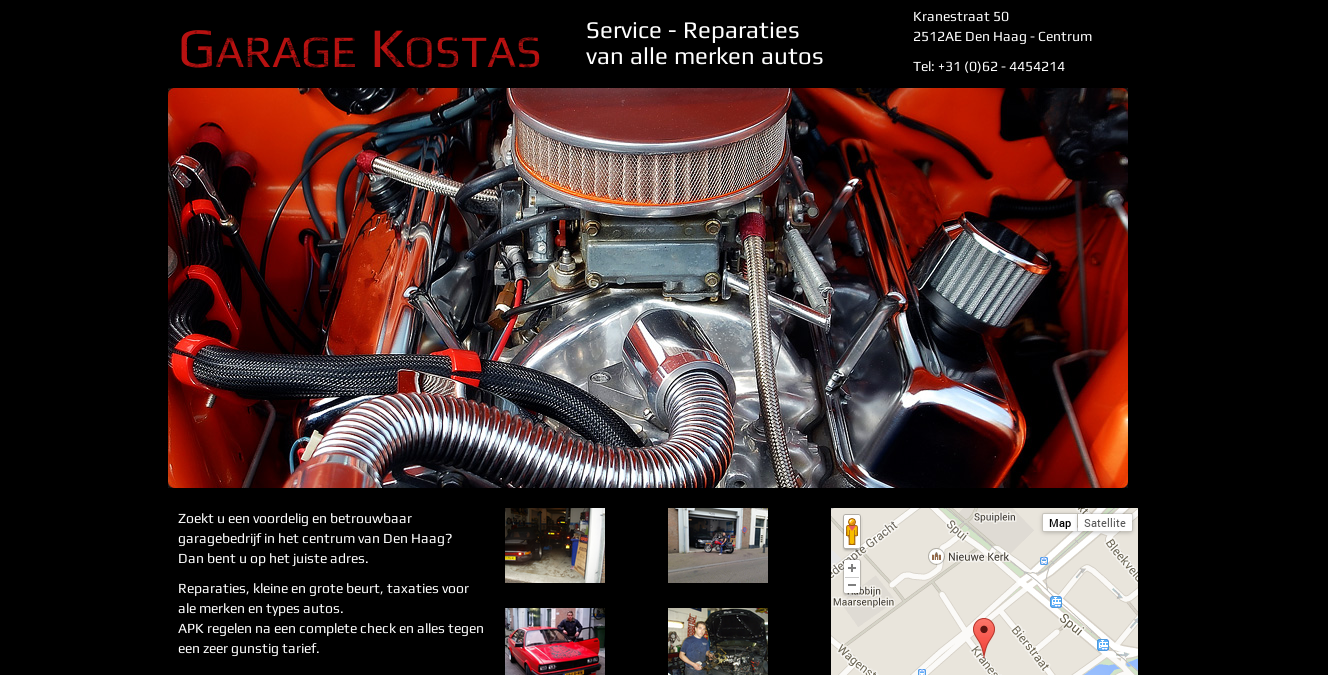 GARAGE KOSTAS
Service - Reparaties
van alle merken autos
Kranestraat 50
2512AE Den Haag - Centrum
Tel: +31 (0)62 - 4454214
Zoekt u een voordelig en betrouwbaar
garagebedrijf in het centrum van Den Haag?
Dan bent u op het juiste adres.
Reparaties, kleine en grote beurt, taxaties voor
ale merken en types autos.
APK regelen na een complete check en alles tegen
een zeer gunstig tarief.
Spuiplein
Map
Satellite
Spui
Gracht
Nieuwe Kerk
Bleekvel
Maarsenplein
Spui
Bierstraat
Wagenst
Kranes